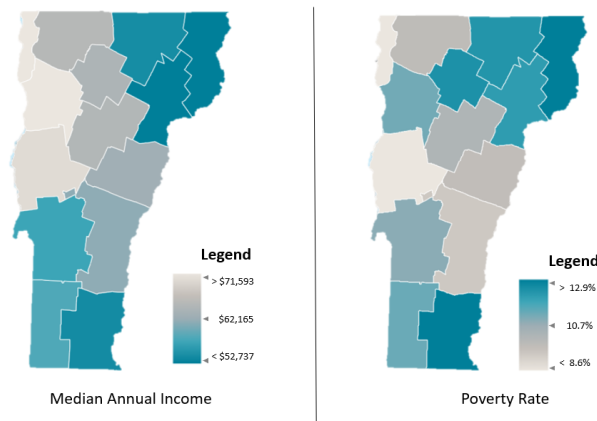 Legend
> $71,593
$62,165
< $52,737
Median Annual Income
Legend
> 12.9%
10.7%
< 8.6%
Poverty Rate